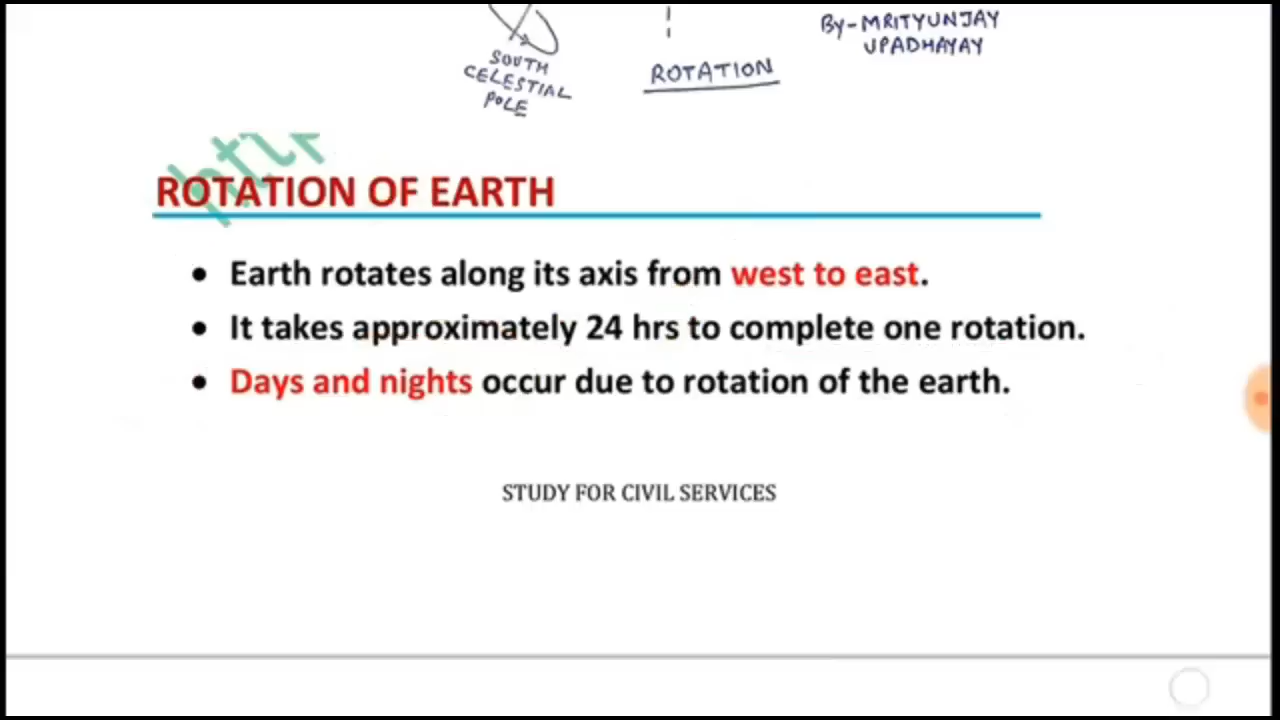 By-MRITYUNJAY
UPADHAYAY
SOUTH
CELESTIAL
POLE
ROTATION
ROTATION OF EARTH
• Earth rotates along its axis from west to east.
• It takes approximately 24 hrs to complete one rotation.
• Days and nights occur due to rotation of the earth.
STUDY FOR CIVIL SERVICES